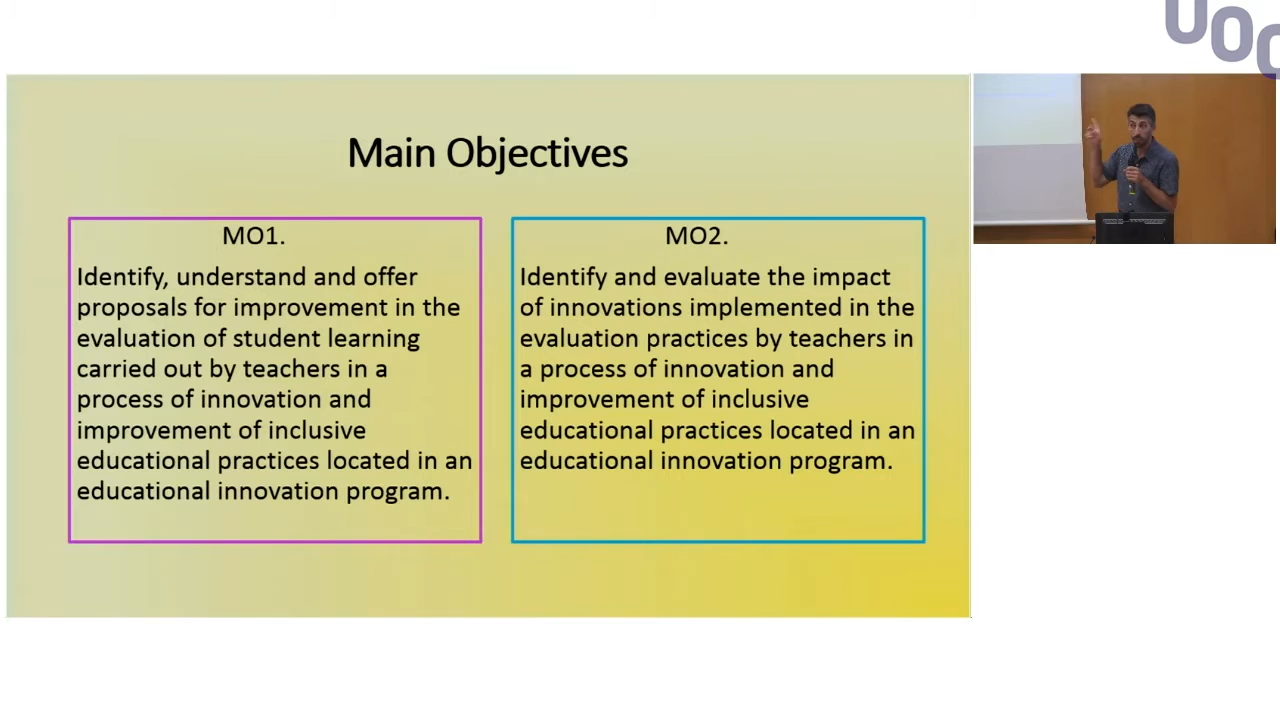 UOC
Main Objectives
MO1.
Identify, understand and offer
proposals for improvement in the
evaluation of student learning
carried out by teachers in a
process of innovation and
improvement of inclusive
educational practices located in an
educational innovation program.
MO2.
Identify and evaluate the impact
of innovations implemented in the
evaluation practices by teachers in
a process of innovation and
improvement of inclusive
educational practices located in an
educational innovation program.